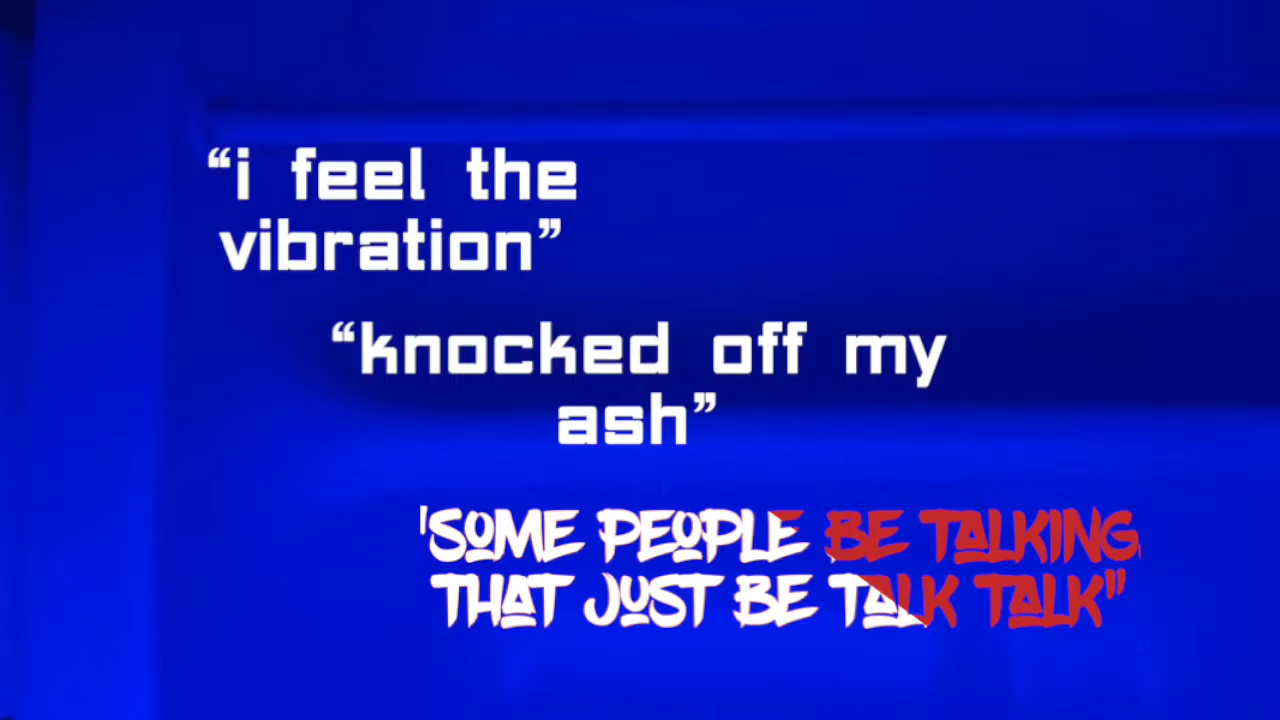 “i feel the
vibration”
“knocked off my
ash”
'SOME PEOPLE BE TALKING
THAT JUST BE TALK TALK"